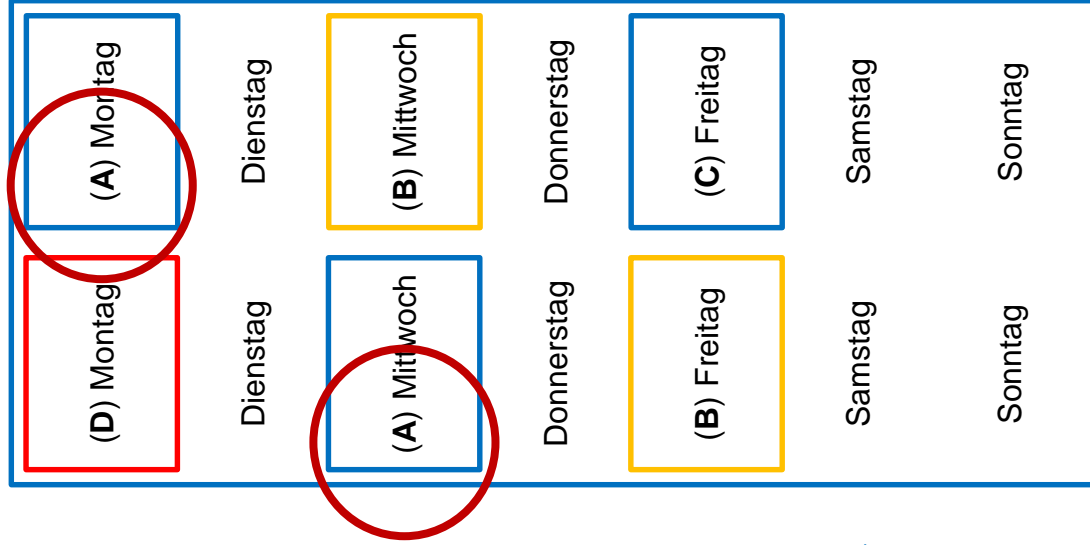 (A) Montag
Dienstag
(B) Mittwoch
Donnerstag
(C) Freitag
Samstag
Sonntag
(D) Montag
Dienstag
(A) Mittwoch
Donnerstag
(B) Freitag
Samstag
Sonntag